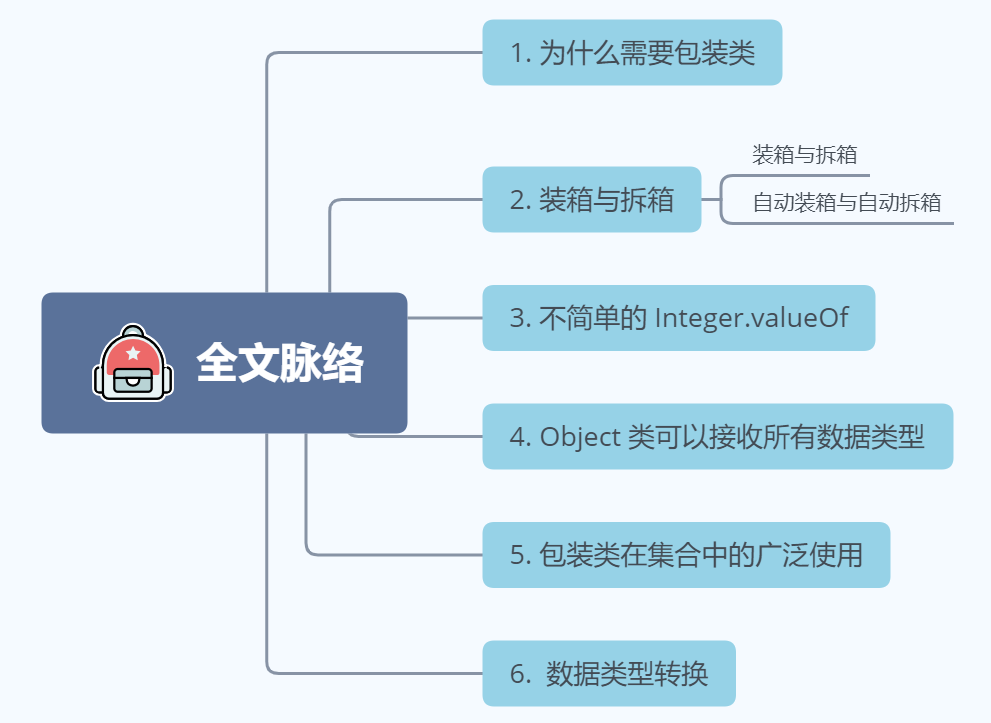 全文脉络
1. 为什么需要包装类
2. 装箱与拆箱
装箱与拆箱
自动装箱与自动拆箱
3. 不简单的 Integer.valueOf
4. Object 类可以接收所有数据类型
5. 包装类在集合中的广泛使用
6. 数据类型转换